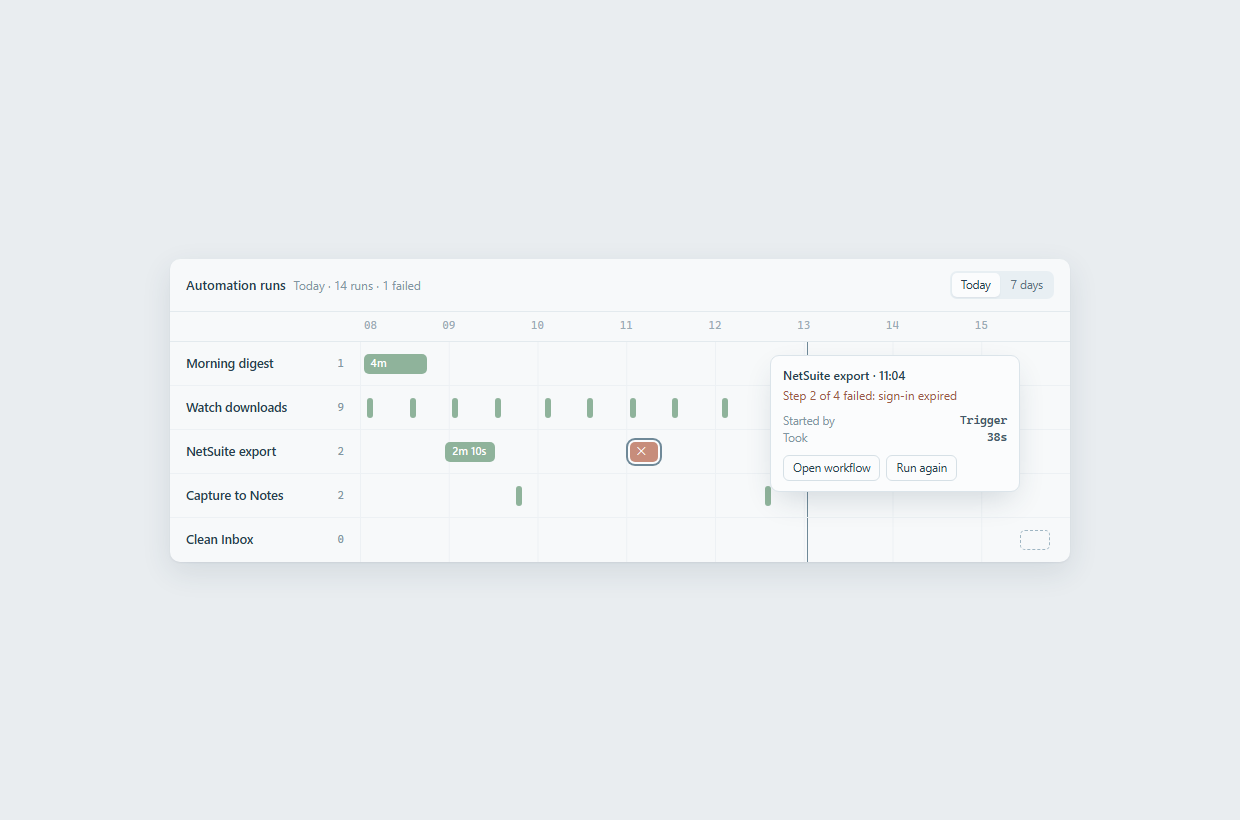 Automation runs Today · 14 runs · 1 failed
Today 7 days
08 09 10 11 12 13 14 15
Morning digest 1 4m
NetSuite export · 11:04
Step 2 of 4 failed: sign-in expired
Watch downloads 9
Started by Trigger
Took 38s
NetSuite export 2 2m 10s
Open workflow Run again
Capture to Notes 2
Clean Inbox 0